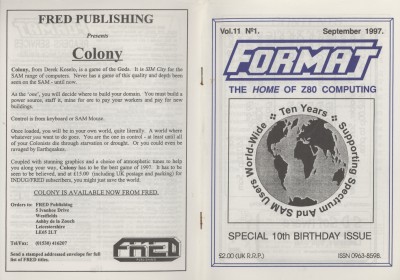 FRED PUBLISHING
Presents
Colony
Colony, from Derek Koselo, is a game of the Gods. It is SIM City for the
SAM range of computers. Never has a game of this quality and depth been
seen on the SAM - until now.
As the 'one', you will decide where to build your domain. You must build a
power source, staff it, mine for ore to pay your workers and pay for new
buildings.
Control is from keyboard or SAM Mouse.
Once loaded, you will be in your own world, quite literally. A world where
whatever you want to do goes. You are the one in control - at least until all
of your Colonists die through starvation or drought. Or you could even be
ravaged by Earthquakes.
Coupled with stunning graphics and a choice of atmospheric tunes to help
you along your way, Colony has to be the best game of 1997. It has to be
seen to be believed, and at £15.00 (including UK postage and packing) for
INDUG/FRED subscribers, you might just save the world.
COLONY IS AVAILABLE NOW FROM FRED.
Orders to: FRED Publishing
5 Ivanhoe Drive
Westfields
Ashby de la Zouch
Leicestershire
LE65 2LT
Tel/Fax: (01530) 416207
Send a stamped addressed envelope for full
list of FRED titles.
FRED
PUBLISHING
Vol.11 Nº1. September 1997.
FORMAT
THE HOME OF Z80 COMPUTING
Ten Years
Supporting Spectrum And SAM Users World-Wide
SPECIAL 10th BIRTHDAY ISSUE
£2.00 (UK R.R.P.) ISSN 0963-8598.